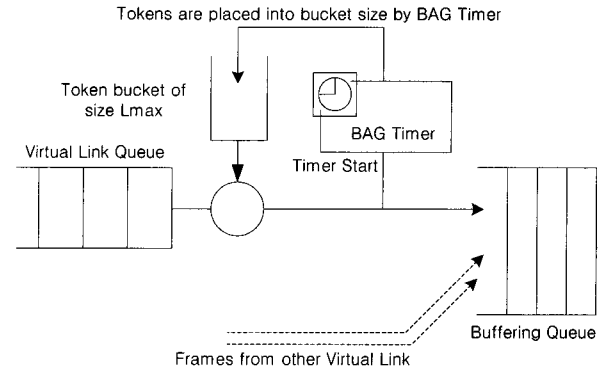 Tokens are placed into bucket size by BAG Timer
Token bucket of
size Lmax
BAG Timer
Virtual Link Queue
Timer Start
Buffering Queue
Frames from other Virtual Link